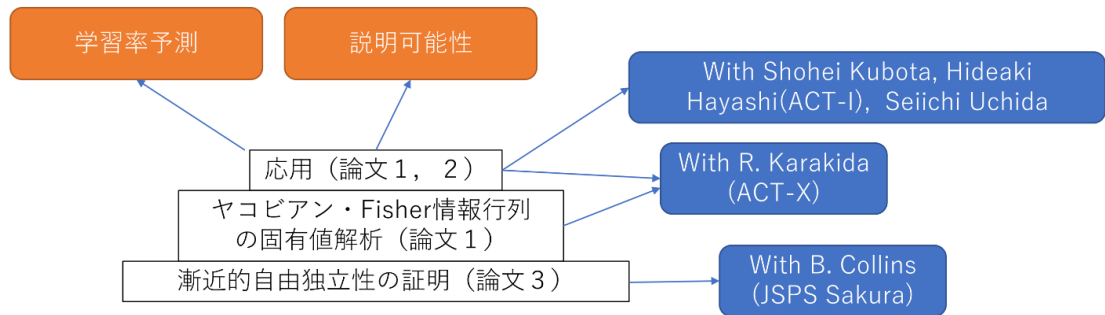 学習率予測
説明可能性
With Shohei Kubota, Hideaki
Hayashi(ACT-I),  Seiichi Uchida
応用（論文１，２）
With R. Karakida
(ACT-X)
ヤコビアン・Fisher情報行列
の固有値解析（論文１）
漸近的自由独立性の証明（論文３）
With B. Collins
(JSPS Sakura)